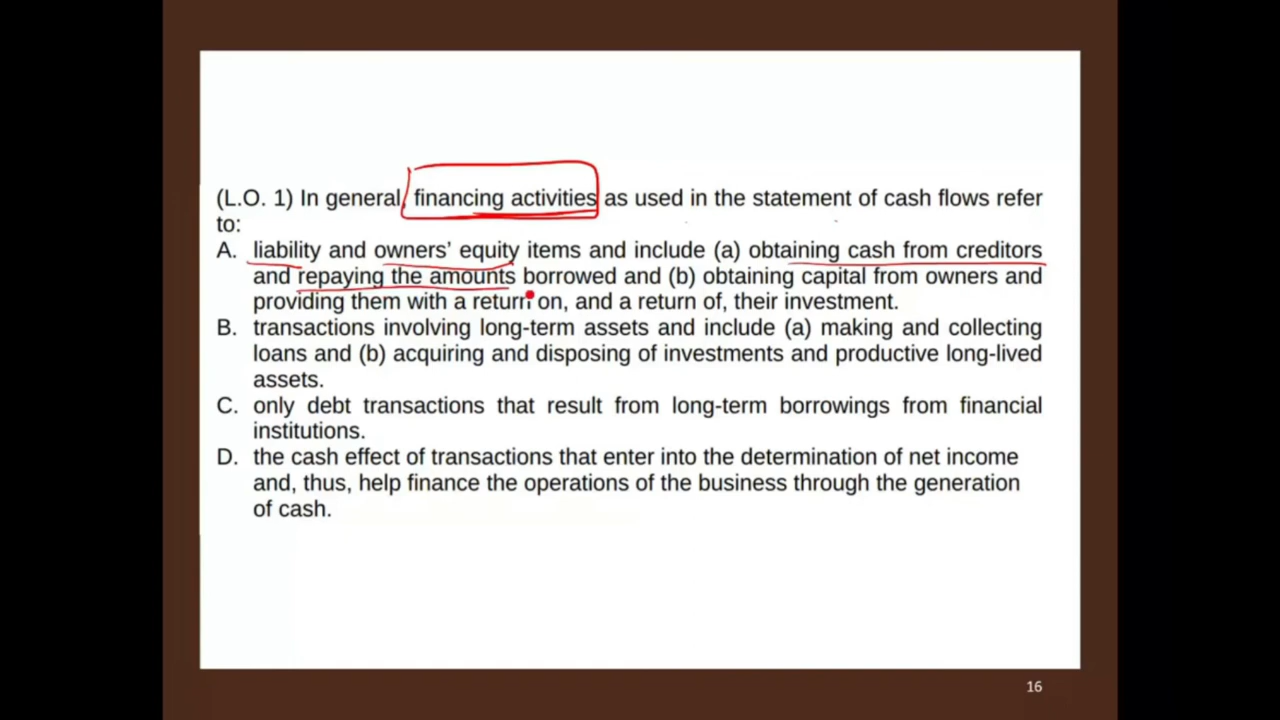 (L.O. 1) In general, financing activities as used in the statement of cash flows refer
to:
A. liability and owners' equity items and include (a) obtaining cash from creditors
and repaying the amounts borrowed and (b) obtaining capital from owners and
providing them with a return on, and a return of, their investment.
B. transactions involving long-term assets and include (a) making and collecting
loans and (b) acquiring and disposing of investments and productive long-lived
assets.
C. only debt transactions that result from long-term borrowings from financial
institutions.
D. the cash effect of transactions that enter into the determination of net income
and, thus, help finance the operations of the business through the generation
of cash.
16